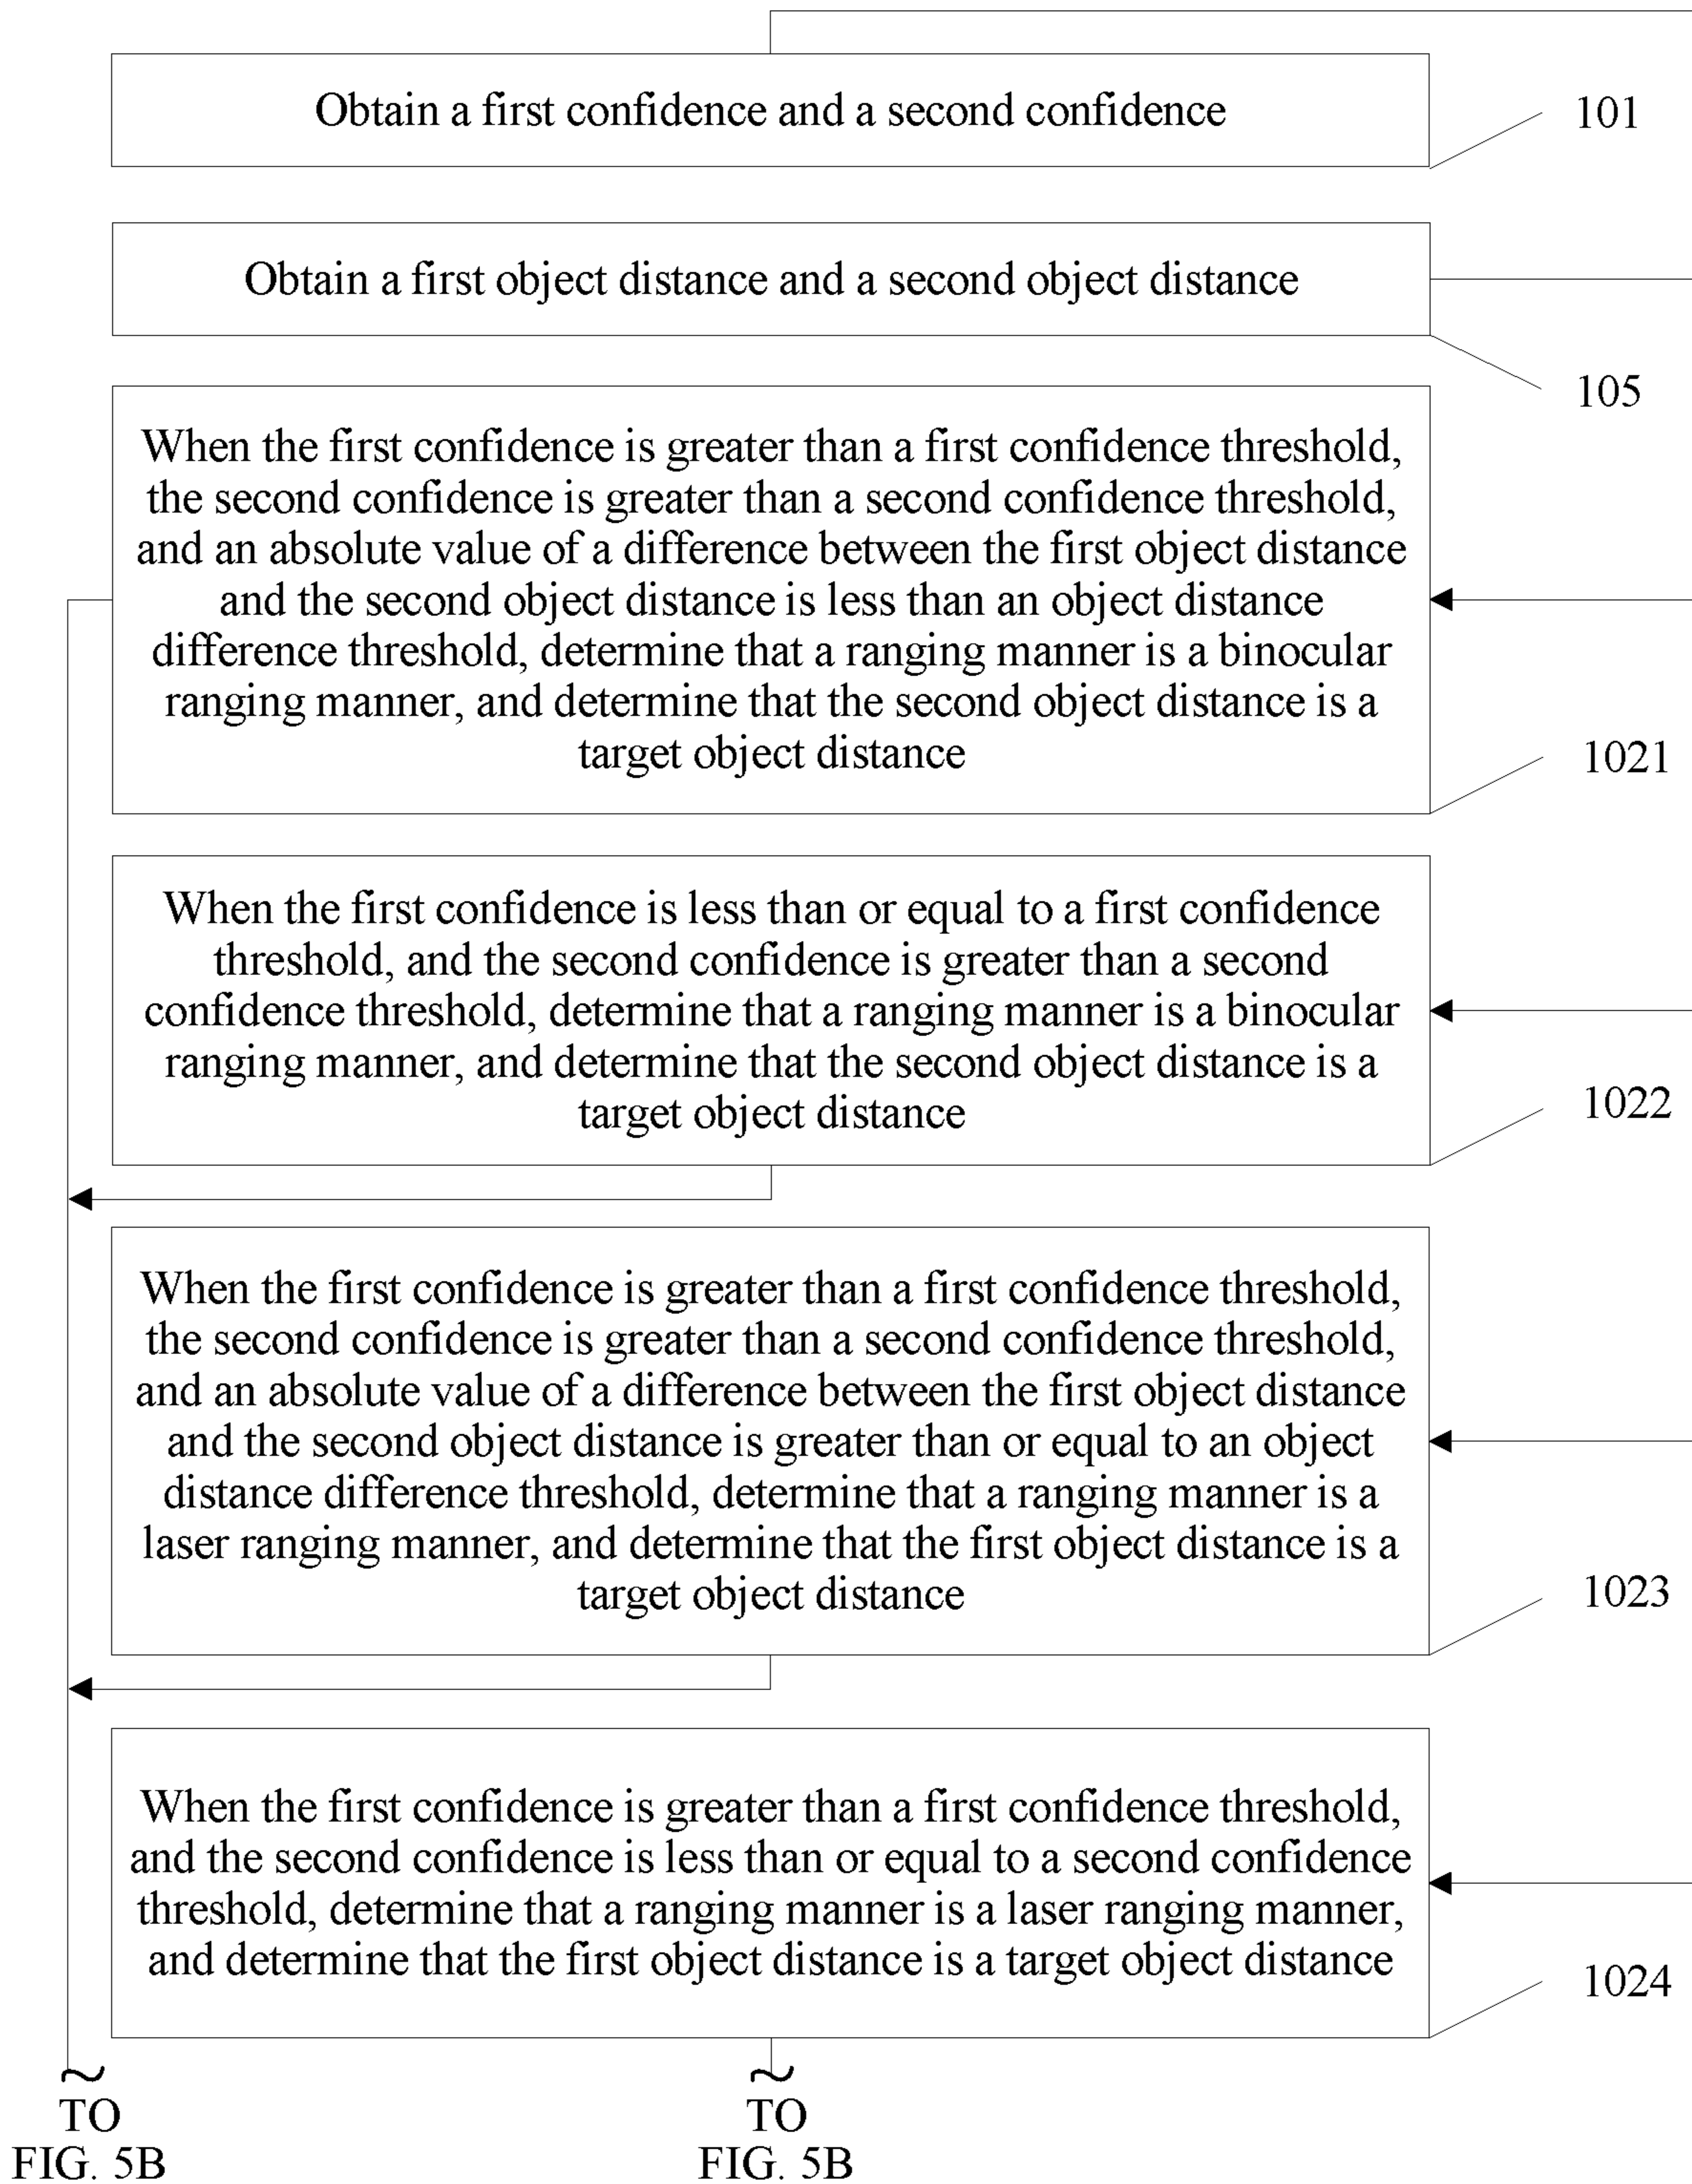 Obtain a first confidence and a second confidence
101
Obtain a first object distance and a second object distance
105
When the first confidence is greater than a first confidence threshold,
the second confidence is greater than a second confidence threshold,
and an absolute value of a difference between the first object distance
and the second object distance is less than an object distance
difference threshold, determine that a ranging manner is a binocular
ranging manner, and determine that the second object distance is a
target object distance
1021
When the first confidence is less than or equal to a first confidence
threshold, and the second confidence is greater than a second
confidence threshold, determine that a ranging manner is a binocular
ranging manner, and determine that the second object distance is a
target object distance
1022
When the first confidence is greater than a first confidence threshold,
the second confidence is greater than a second confidence threshold,
and an absolute value of a difference between the first object distance
and the second object distance is greater than or equal to an object
distance difference threshold, determine that a ranging manner is a
laser ranging manner, and determine that the first object distance is a
target object distance
1023
When the first confidence is greater than a first confidence threshold,
and the second confidence is less than or equal to a second confidence
threshold, determine that a ranging manner is a laser ranging manner,
and determine that the first object distance is a target object distance
1024
TO
FIG. 5B
TO
FIG. 5B